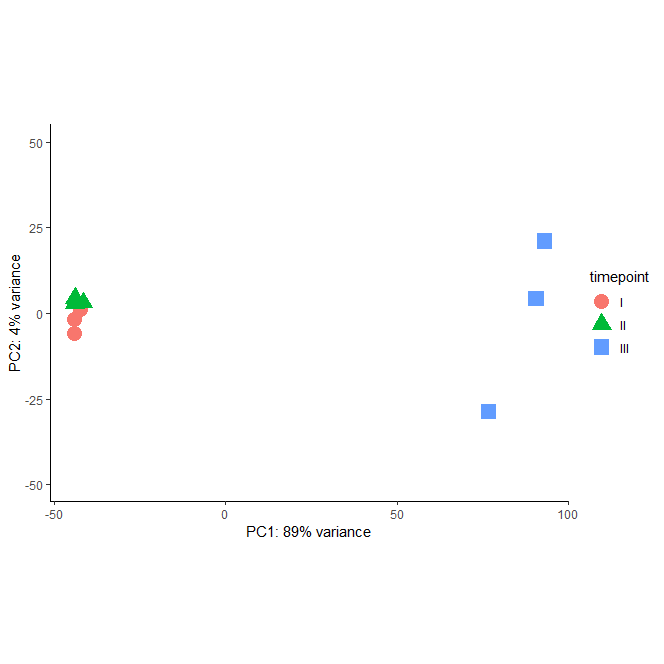 50
25
0
-25
-50
PC2: 4% variance
-50 0 50 100
PC1: 89% variance
timepoint
I
II
III